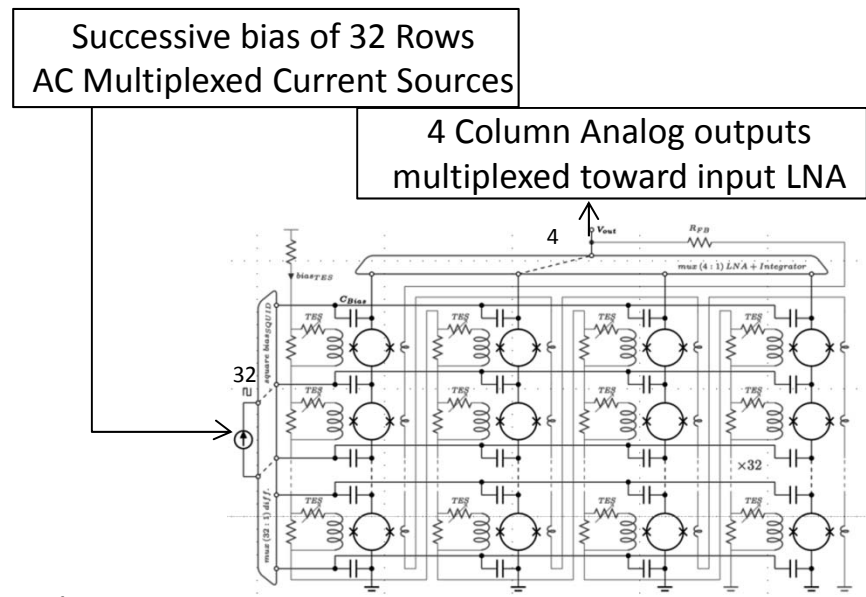 Successive bias of 32 Rows
AC Multiplexed Current Sources
4 Column Analog outputs
multiplexed toward input LNA
4
Vout
RFB
mux (4 : 1) LNA + Integrator
biasTES
CBias
TES TES TES TES
square biasSQUID
32
TES TES TES TES
×32
mux (32 : 1) diff.
TES TES TES TES